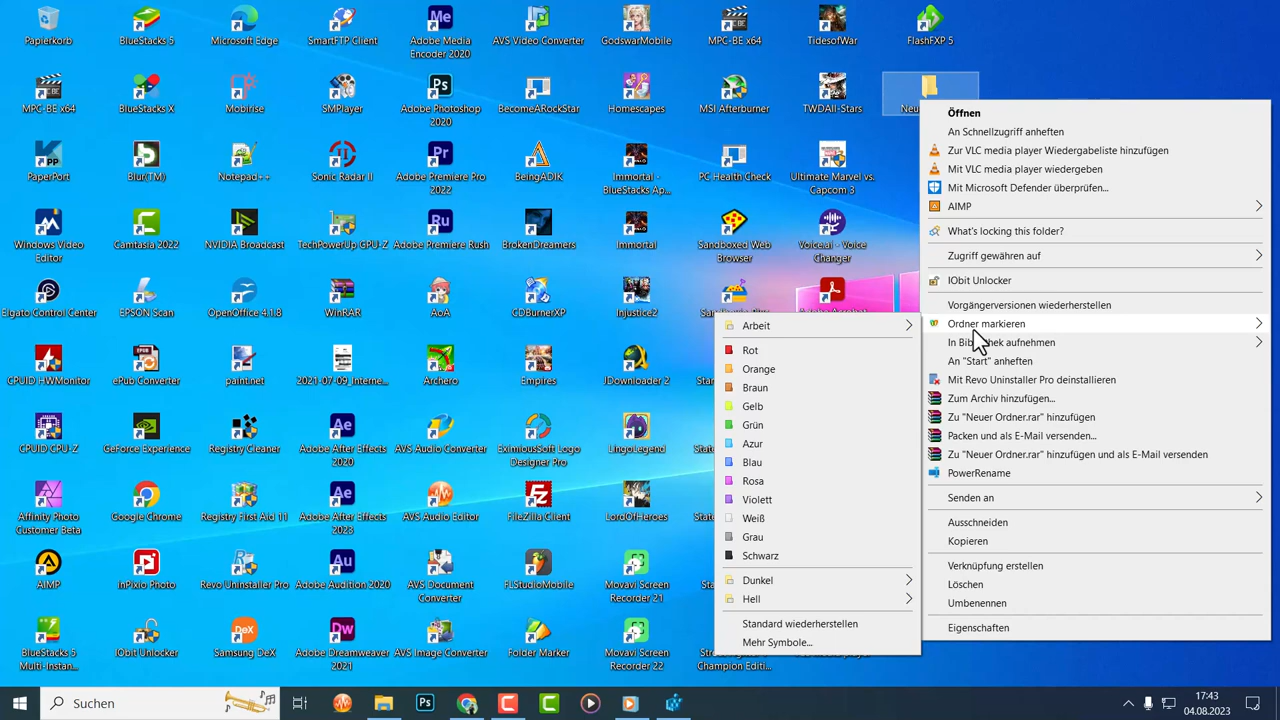 Papierkorb
BlueStacks 5
Microsoft Edge
SmartFTP Client
Adobe Media
Encoder 2020
AVS Video Converter
GodswarMobile
MPC-BE x64
TidesofWar
FlashFXP 5
MPC-BE x64
BlueStacks X
Mobirise
SMPlayer
Adobe Photoshop
2020
BecomeARockStar
Homescapes
MSI Afterburner
TWDAll-Stars
Neu
PaperPort
Blur(TM)
Notepad++
Sonic Radar II
Adobe Premiere Pro
2022
BeingADIK
Immortal -
BlueStacks Ap...
PC Health Check
Ultimate Marvel vs.
Capcom 3
Windows Video
Editor
Camtasia 2022
NVIDIA Broadcast
TechPowerUp GPU-Z
Adobe Premiere Rush
BrokenDreamers
Immortal
Sandboxed Web
Browser
Voice.ai - Voice
Changer
Elgato Control Center
EPSON Scan
OpenOffice 4.1.8
WinRAR
AoA
CDBurnerXP
Injustice2
CPUID HWMonitor
ePub Converter
paint.net
2021-07-09_Interne...
Archero
Empires
JDownloader 2
CPUID CPU-Z
GeForce Experience
Registry Cleaner
Adobe After Effects
2020
AVS Audio Converter
EximiousSoft Logo
Designer Pro
LingoLegend
Affinity Photo
Customer Beta
Google Chrome
Registry First Aid 11
Adobe After Effects
2023
AVS Audio Editor
FileZilla Client
LordOfHeroes
AIMP
InPixio Photo
Revo Uninstaller Pro
Adobe Audition 2020
AVS Document
Converter
FLStudioMobile
Movavi Screen
Recorder 21
BlueStacks 5
Multi-Instan...
IObit Unlocker
Samsung DeX
Adobe Dreamweaver
2021
AVS Image Converter
Folder Marker
Movavi Screen
Recorder 22
Champion Editi...
Öffnen
An Schnellzugriff anheften
Zur VLC media player Wiedergabeliste hinzufügen
Mit VLC media player wiedergeben
Mit Microsoft Defender überprüfen...
AIMP
What's locking this folder?
Zugriff gewähren auf
IObit Unlocker
Vorgängerversionen wiederherstellen
Ordner markieren
In Bibliothek aufnehmen
An "Start" anheften
Mit Revo Uninstaller Pro deinstallieren
Zum Archiv hinzufügen...
Zu "Neuer Ordner.rar" hinzufügen
Packen und als E-Mail versenden...
Zu "Neuer Ordner.rar" hinzufügen und als E-Mail versenden
PowerRename
Senden an
Ausschneiden
Kopieren
Verknüpfung erstellen
Löschen
Umbenennen
Eigenschaften
Arbeit
Rot
Orange
Braun
Gelb
Grün
Azur
Blau
Rosa
Violett
Weiß
Grau
Schwarz
Dunkel
Hell
Standard wiederherstellen
Mehr Symbole...
Suchen
17:43
04.08.2023